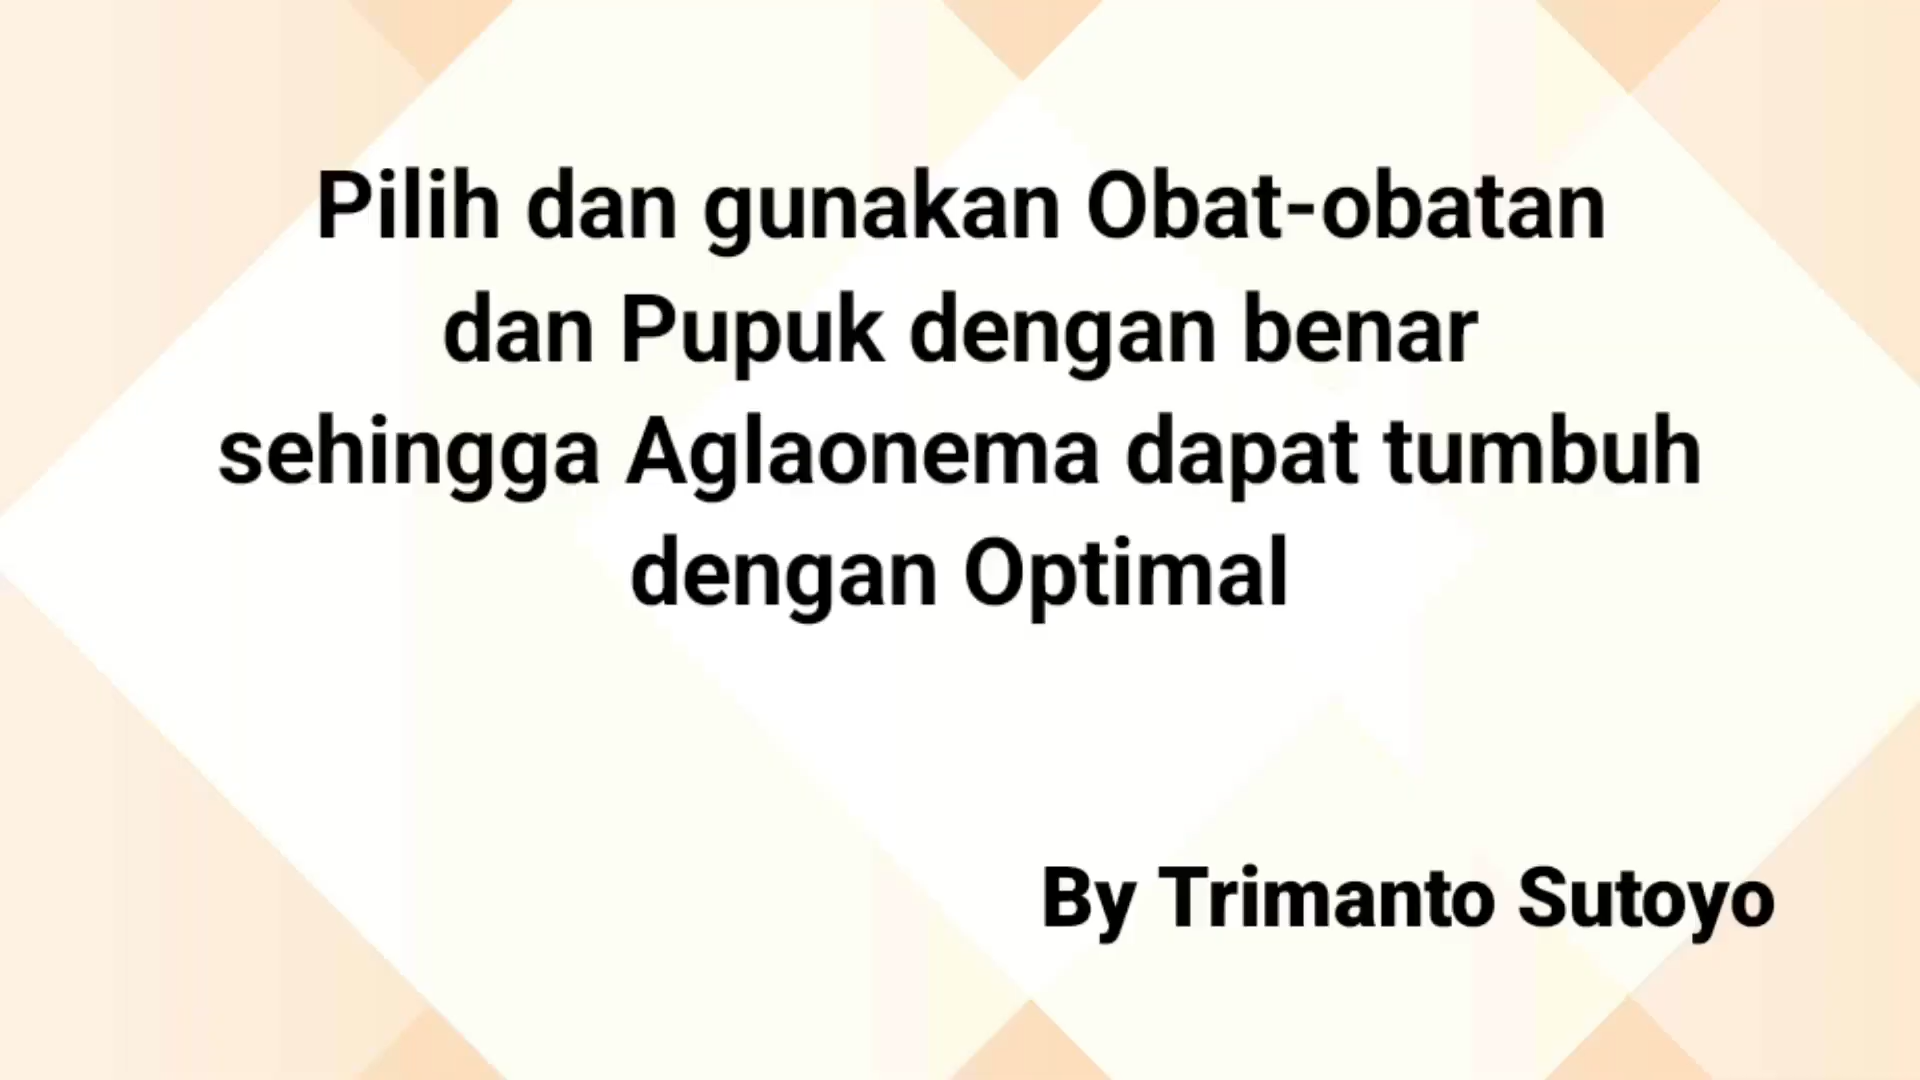 Pilih dan gunakan Obat-obatan
dan Pupuk dengan benar
sehingga Aglaonema dapat tumbuh
dengan Optimal
By Trimanto Sutoyo